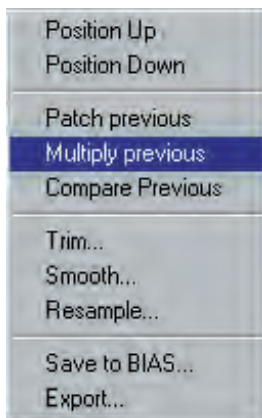 Position Up
Position Down
Patch previous
Multiply previous
Compare Previous
Trim...
Smooth...
Resample...
Save to BIAS...
Export...